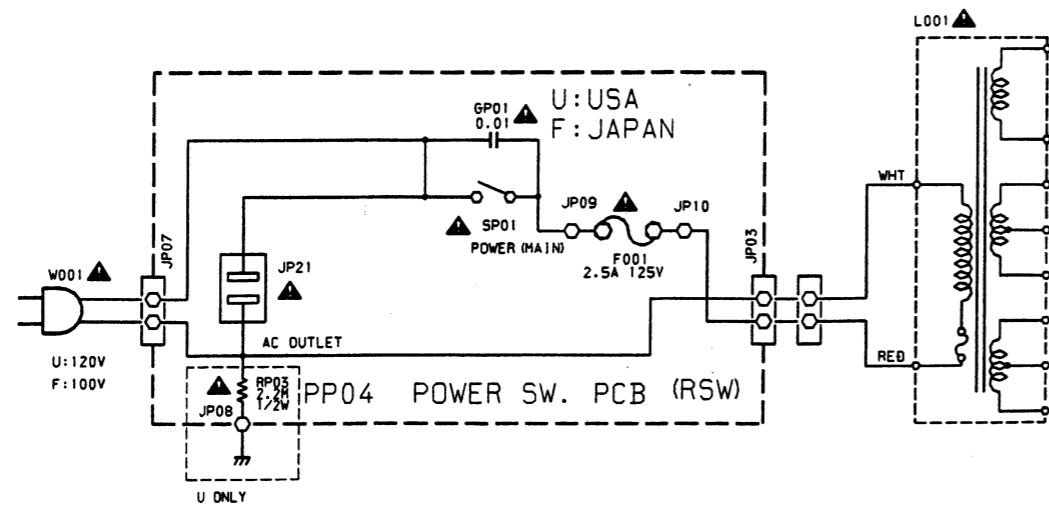 L001
U:USA
F:JAPAN
GP01
0.01
WHT
JP09
JP10
SP01
POWER (MAIN)
F001
2.5A 125V
JP07
JP03
W001
JP21
AC OUTLET
U:120V
F:100V
RED
RP03
2.2M
1/2W
JP08
PP04 POWER SW. PCB (RSW)
U ONLY